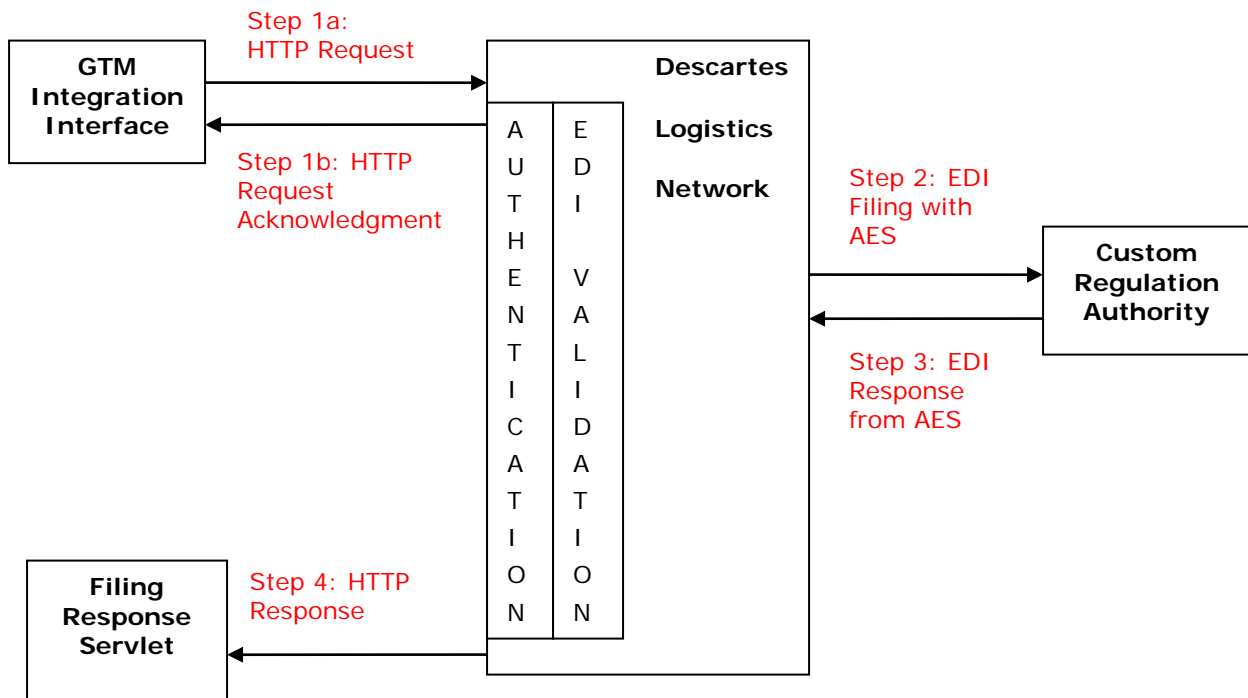 Step 1a:
HTTP Request
GTM
Integration
Interface
Step 1b: HTTP
Request
Acknowledgment
Descartes
Logistics
Network
A
U
T
H
E
N
T
I
C
A
T
I
O
N
E
D
I
V
A
L
I
D
A
T
I
O
N
Step 2: EDI
Filing with
AES
Custom
Regulation
Authority
Step 3: EDI
Response
from AES
Step 4: HTTP
Response
Filing
Response
Servlet